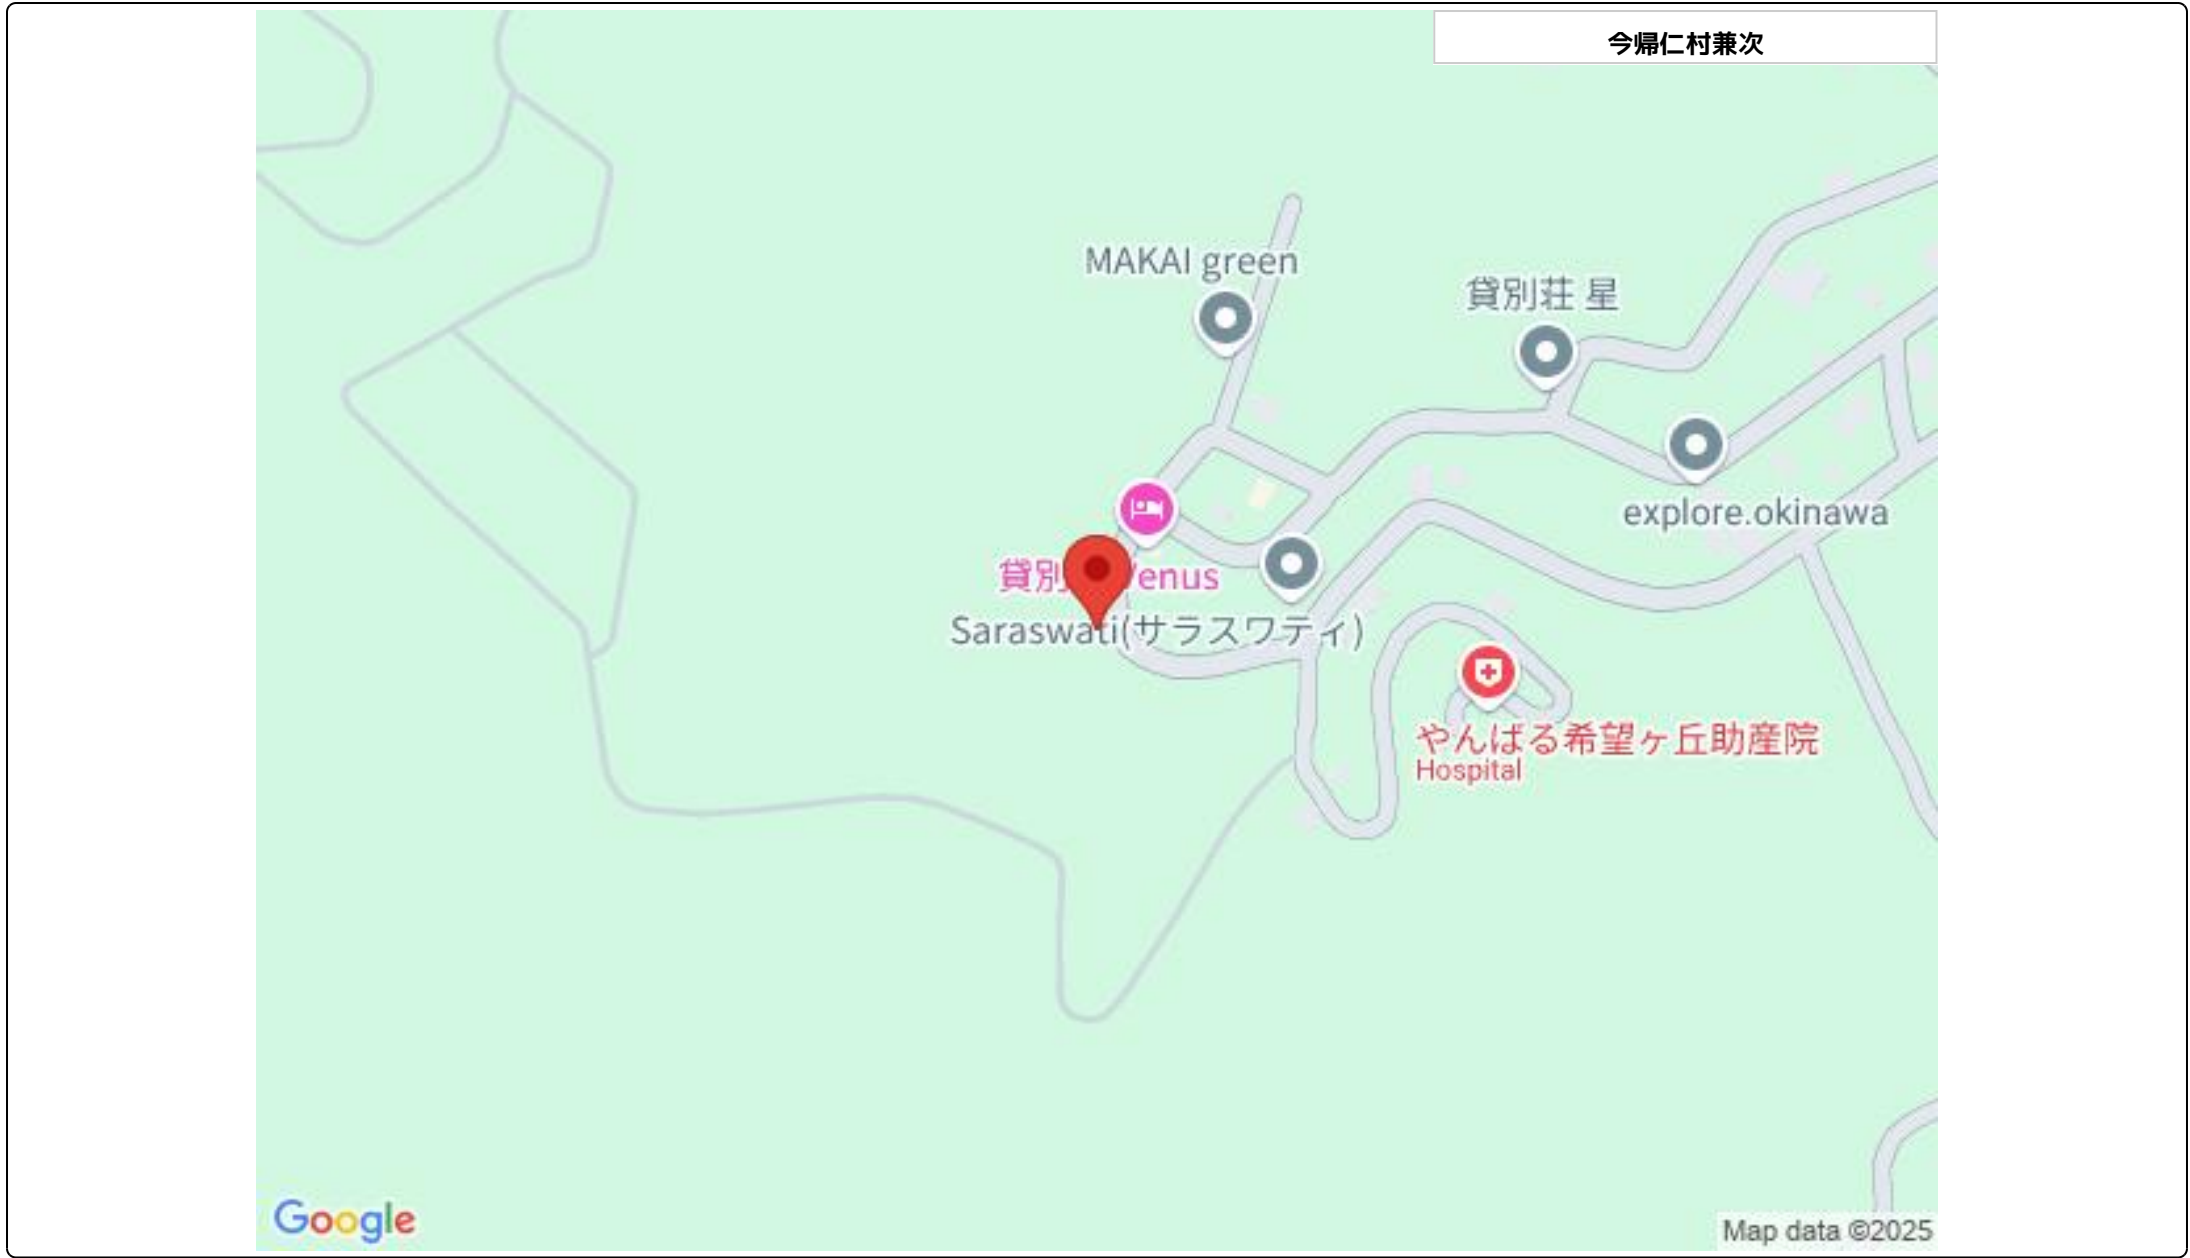 今帰仁村兼次
MAKAI green
貸別荘 星
explore.okinawa
貸別 Venus
Saraswati(サラスワティ)
やんばる希望ヶ丘助産院
Hospital
Google
Map data ©2025